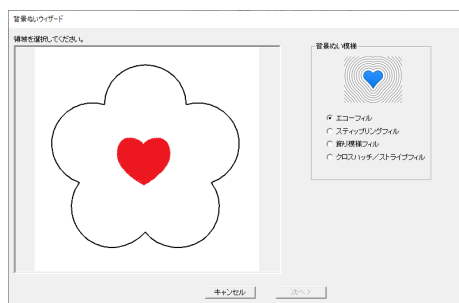 背景ぬいウィザード
領域を選択してください。
背景ぬい模様
エコーフィル
スティップリングフィル
飾り模様フィル
クロスハッチ／ストライプフィル
キャンセル
次へ >